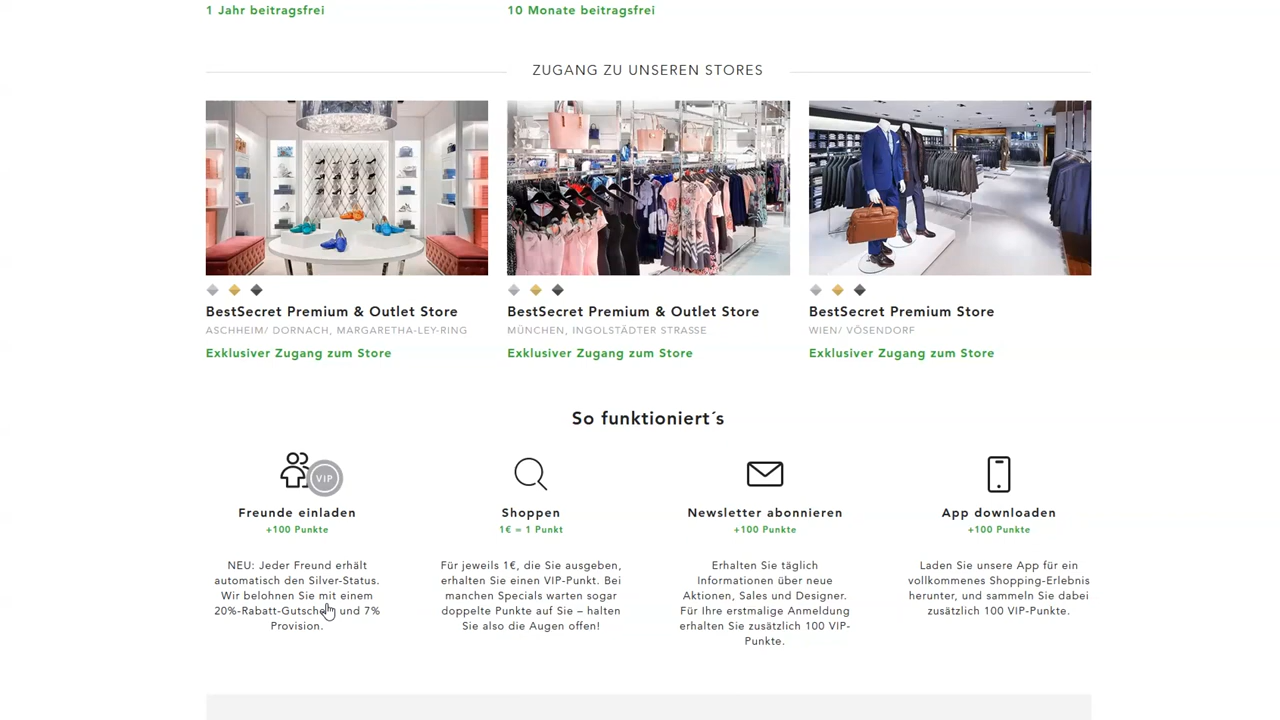 1 Jahr beitragsfrei
10 Monate beitragsfrei
ZUGANG ZU UNSEREN STORES
BestSecret Premium & Outlet Store
ASCHHEIM/ DORNACH, MARGARETHA-LEY-RING
Exklusiver Zugang zum Store
BestSecret Premium & Outlet Store
MÜNCHEN, INGOLSTÄDTER STRASSE
Exklusiver Zugang zum Store
BestSecret Premium Store
WIEN/ VÖSENDORF
Exklusiver Zugang zum Store
So funktioniert´s
VIP
Freunde einladen
+100 Punkte
NEU: Jeder Freund erhält
automatisch den Silver-Status.
Wir belohnen Sie mit einem
20%-Rabatt-Gutschein und 7%
Provision.
Shoppen
1€ = 1 Punkt
Für jeweils 1€, die Sie ausgeben,
erhalten Sie einen VIP-Punkt. Bei
manchen Specials warten sogar
doppelte Punkte auf Sie – halten
Sie also die Augen offen!
Newsletter abonnieren
+100 Punkte
Erhalten Sie täglich
Informationen über neue
Aktionen, Sales und Designer.
Für Ihre erstmalige Anmeldung
erhalten Sie zusätzlich 100 VIP-
Punkte.
App downloaden
+100 Punkte
Laden Sie unsere App für ein
vollkommenes Shopping-Erlebnis
herunter, und sammeln Sie dabei
zusätzlich 100 VIP-Punkte.